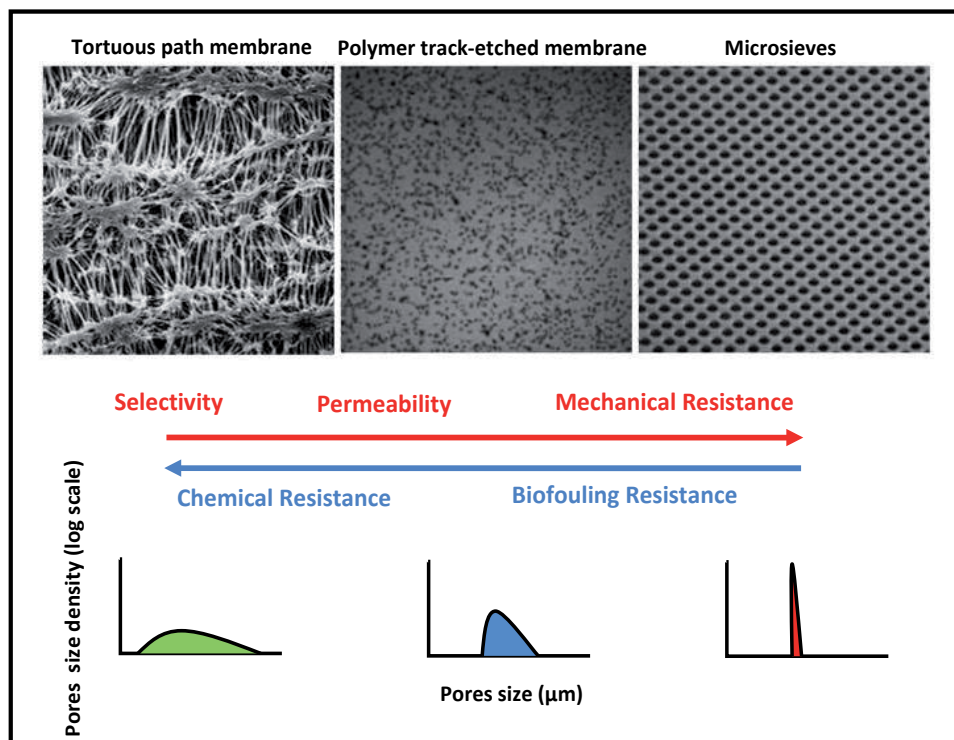 Tortuous path membrane
Polymer track-etched membrane
Microsieves
Selectivity
Permeability
Mechanical Resistance
Chemical Resistance
Biofouling Resistance
Pores size density (log scale)
Pores size (μm)